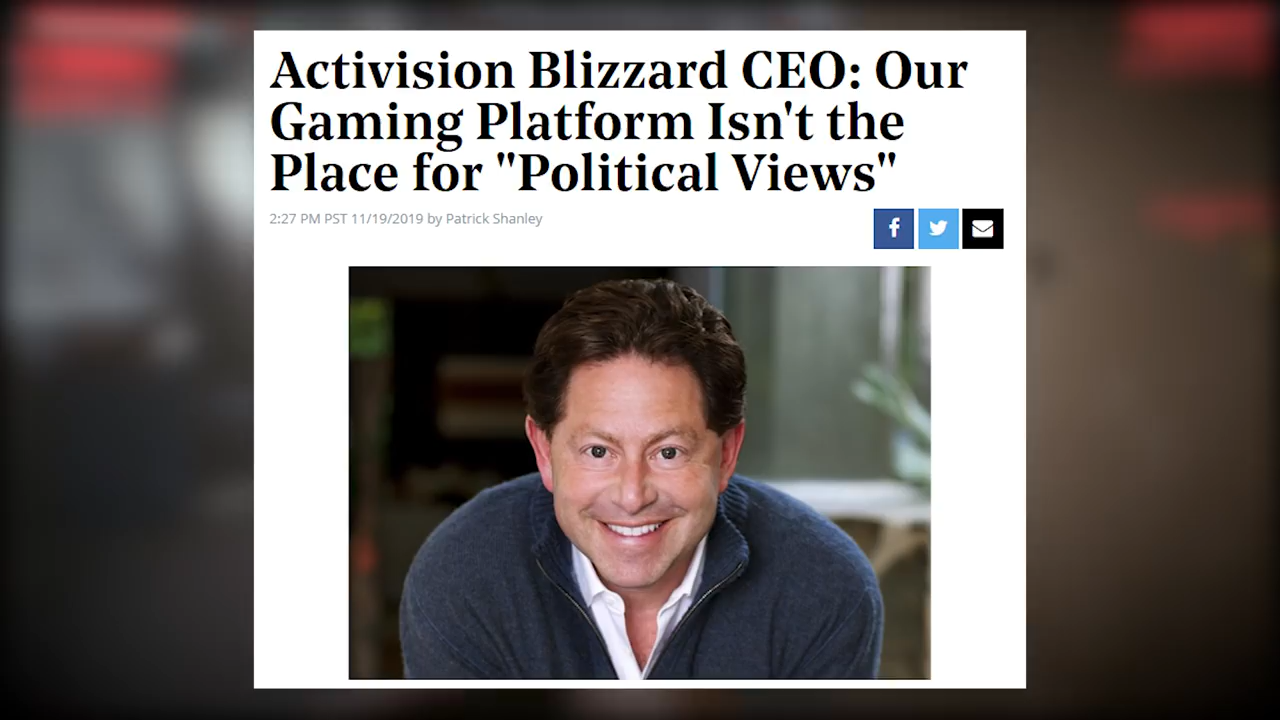 Activision Blizzard CEO: Our
Gaming Platform Isn't the
Place for "Political Views"
2:27 PM PST 11/19/2019 by Patrick Shanley